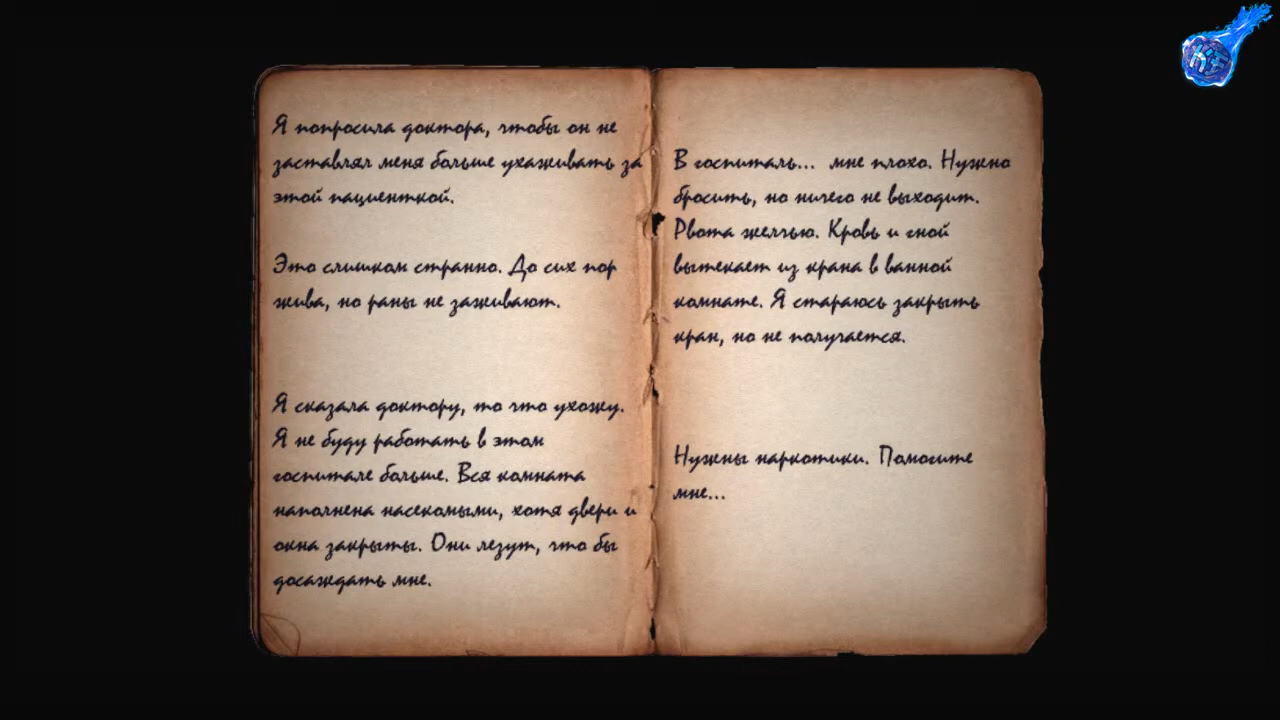 Я попросила доктора, чтобы он не
заставлял меня больше ухаживать за
этой пациенткой.
Это слишком странно. До сих пор
жива, но раны не заживают.
Я сказала доктору, то что ухожу.
Я не буду работать в этом
госпитале больше. Вся комната
наполнена насекомыми, хотя двери и
окна закрыты. Они лезут, что бы
досаждать мне.
В госпиталь... мне плохо. Нужно
бросить, но ничего не выходит.
Рвота желчью. Кровь и гной
вытекает из крана в ванной
комнате. Я стараюсь закрыть
кран, но не получается.
Нужны наркотики. Помогите
мне...